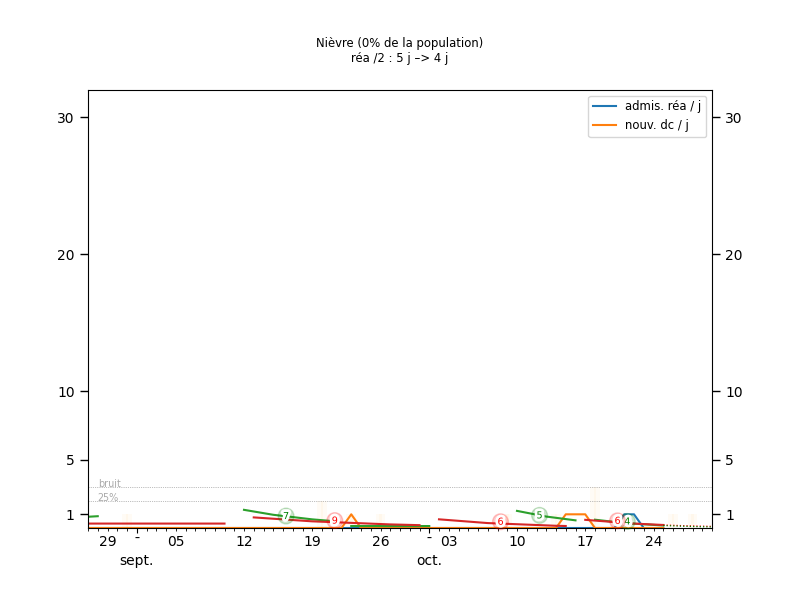 Nièvre (0% de la population)
réa /2 : 5 j –> 4 j
admis. réa / j
nouv. dc / j
30
30
20
20
10
10
5
5
bruit
25%
1
1
7
9
6
5
6
4
29 - 05 12 19 26 - 03 10 17 24
sept. oct.